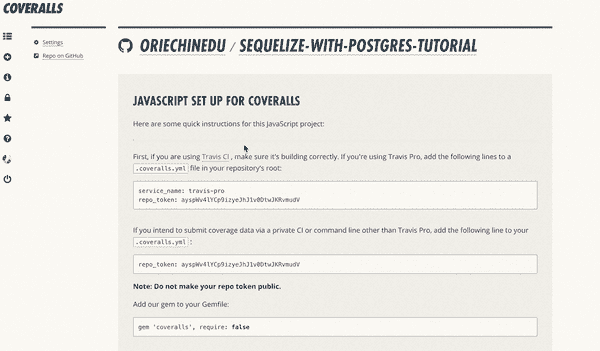 COVERALLS
Settings
Repo on GitHub
ORIECHINEDU / SEQUELIZE-WITH-POSTGRES-TUTORIAL
JAVASCRIPT SET UP FOR COVERALLS
Here are some quick instructions for this JavaScript project:
First, if you are using Travis CI , make sure it's building correctly. If you're using Travis Pro, add the following lines to a
.coveralls.yml file in your repository's root:
service_name: travis-pro
repo_token: ayspWv4lYCp9izyeJhJ1v0DtwJKRvmudV
If you intend to submit coverage data via a private CI or command line other than Travis Pro, add the following line to your
.coveralls.yml :
repo_token: ayspWv4lYCp9izyeJhJ1v0DtwJKRvmudV
Note: Do not make your repo token public.
Add our gem to your Gemfile:
gem 'coveralls', require: false